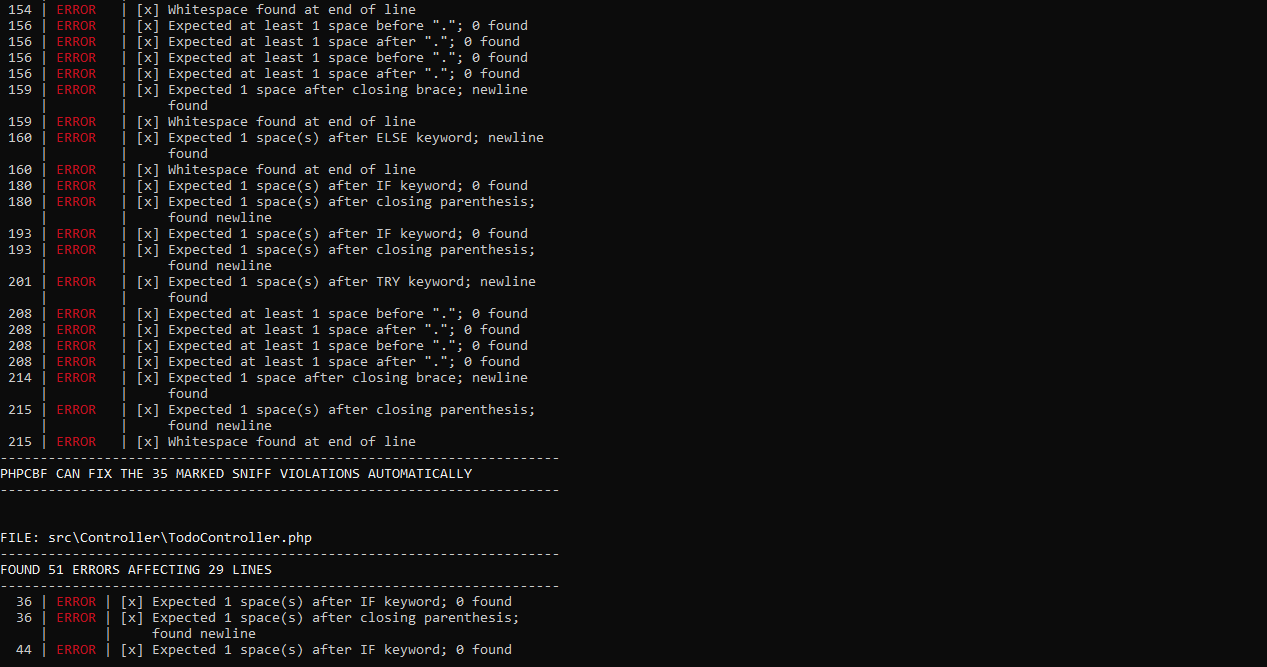 154 | ERROR   | [x] Whitespace found at end of line
156 | ERROR   | [x] Expected at least 1 space before "."; 0 found
156 | ERROR   | [x] Expected at least 1 space after "."; 0 found
156 | ERROR   | [x] Expected at least 1 space before "."; 0 found
156 | ERROR   | [x] Expected at least 1 space after "."; 0 found
159 | ERROR   | [x] Expected 1 space after closing brace; newline
    |         |     found
159 | ERROR   | [x] Whitespace found at end of line
160 | ERROR   | [x] Expected 1 space(s) after ELSE keyword; newline
    |         |     found
160 | ERROR   | [x] Whitespace found at end of line
180 | ERROR   | [x] Expected 1 space(s) after IF keyword; 0 found
180 | ERROR   | [x] Expected 1 space(s) after closing parenthesis;
    |         |     found newline
193 | ERROR   | [x] Expected 1 space(s) after IF keyword; 0 found
193 | ERROR   | [x] Expected 1 space(s) after closing parenthesis;
    |         |     found newline
201 | ERROR   | [x] Expected 1 space(s) after TRY keyword; newline
    |         |     found
208 | ERROR   | [x] Expected at least 1 space before "."; 0 found
208 | ERROR   | [x] Expected at least 1 space after "."; 0 found
208 | ERROR   | [x] Expected at least 1 space before "."; 0 found
208 | ERROR   | [x] Expected at least 1 space after "."; 0 found
214 | ERROR   | [x] Expected 1 space after closing brace; newline
    |         |     found
215 | ERROR   | [x] Expected 1 space(s) after closing parenthesis;
    |         |     found newline
215 | ERROR   | [x] Whitespace found at end of line
----------------------------------------------------------------------
PHPCBF CAN FIX THE 35 MARKED SNIFF VIOLATIONS AUTOMATICALLY
----------------------------------------------------------------------
FILE: src\Controller\TodoController.php
----------------------------------------------------------------------
FOUND 51 ERRORS AFFECTING 29 LINES
----------------------------------------------------------------------
  36 | ERROR | [x] Expected 1 space(s) after IF keyword; 0 found
  36 | ERROR | [x] Expected 1 space(s) after closing parenthesis;
     |       |     found newline
  44 | ERROR | [x] Expected 1 space(s) after IF keyword; 0 found